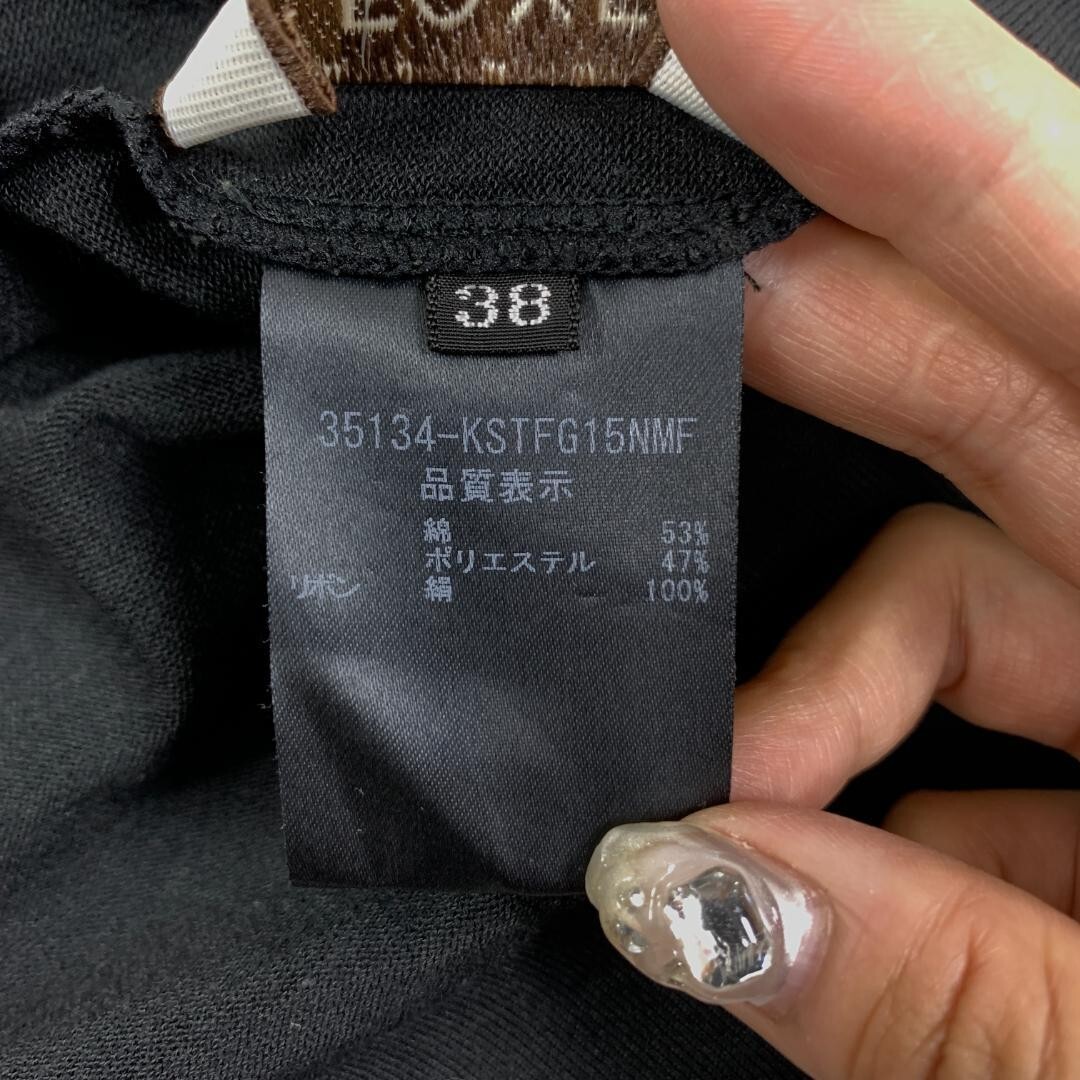 LUXE
38
35134-KSTFG15NMF
品質表示
綿 53%
ポリエステル 47%
リボン 絹 100%